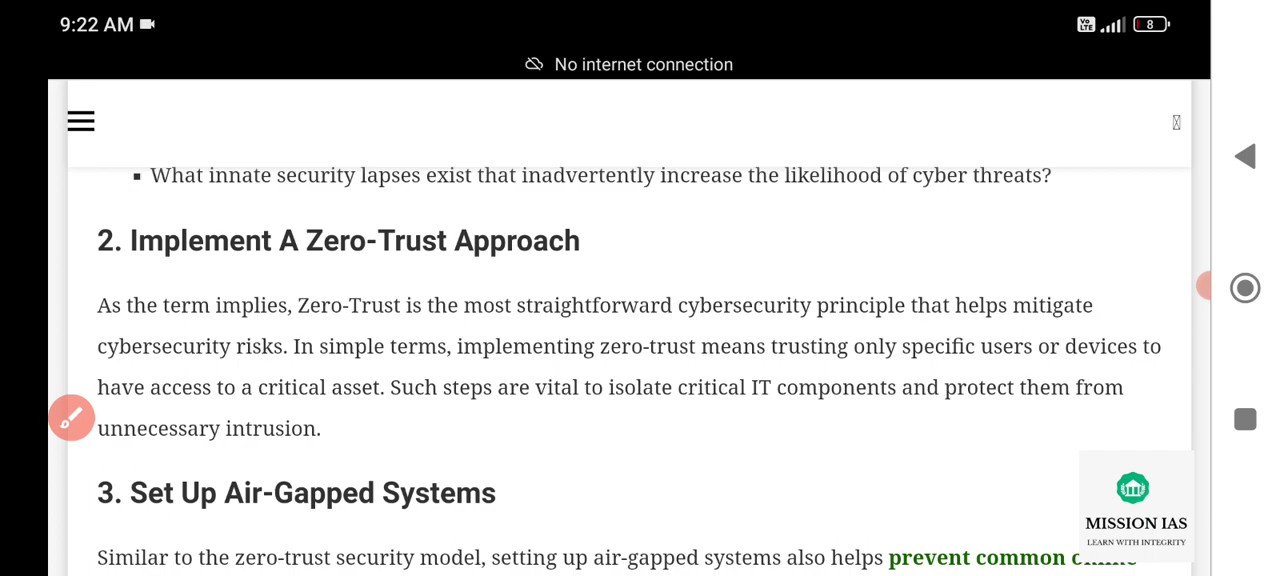 9:22 AM
Vo LTE
8
No internet connection
What innate security lapses exist that inadvertently increase the likelihood of cyber threats?
2. Implement A Zero-Trust Approach
As the term implies, Zero-Trust is the most straightforward cybersecurity principle that helps mitigate
cybersecurity risks. In simple terms, implementing zero-trust means trusting only specific users or devices to
have access to a critical asset. Such steps are vital to isolate critical IT components and protect them from
unnecessary intrusion.
3. Set Up Air-Gapped Systems
MISSION IAS
LEARN WITH INTEGRITY
Similar to the zero-trust security model, setting up air-gapped systems also helps prevent common